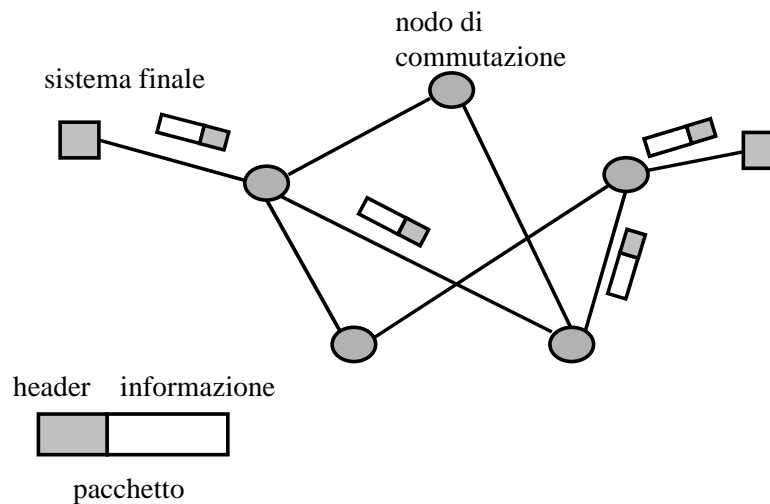 nodo di
commutazione
sistema finale
header informazione
pacchetto